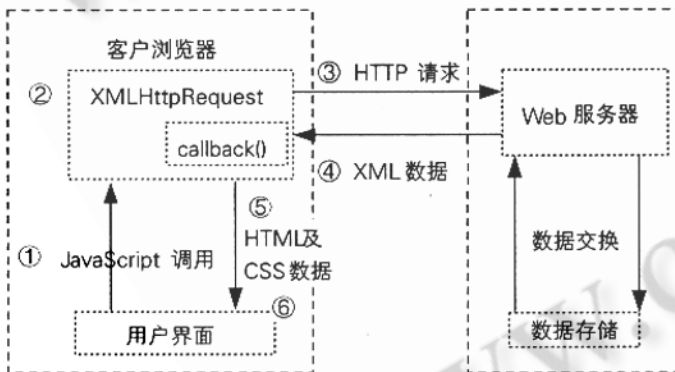 客户浏览器
② XMLHttpRequest
callback()
③ HTTP 请求
Web 服务器
④ XML 数据
① JavaScript 调用
⑤
HTML及
CSS 数据
数据交换
⑥
用户界面
数据存储